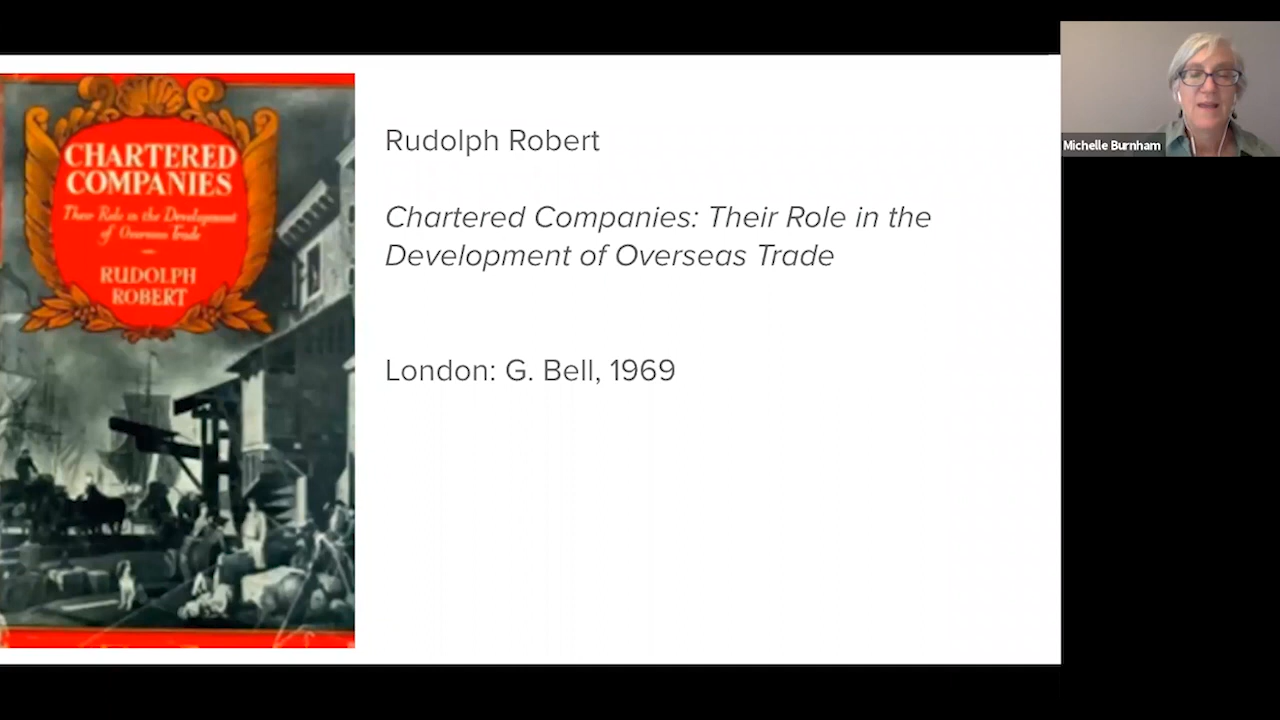 CHARTERED
COMPANIES
Their Role in the Development
of Overseas Trade
RUDOLPH
ROBERT
Rudolph Robert
Chartered Companies: Their Role in the
Development of Overseas Trade
London: G. Bell, 1969
Michelle Burnham